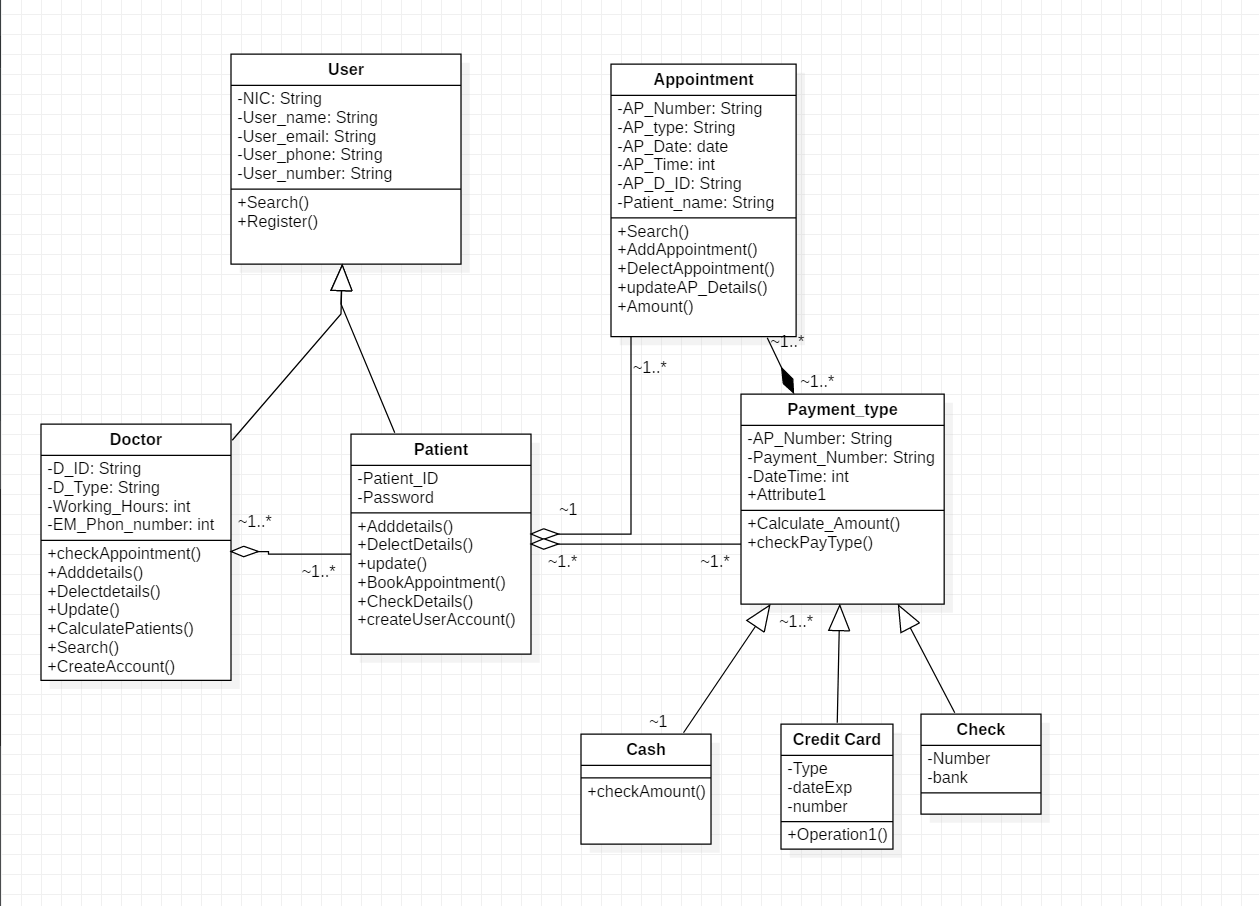 User
-NIC: String
-User_name: String
-User_email: String
-User_phone: String
-User_number: String
+Search()
+Register()
Appointment
-AP_Number: String
-AP_type: String
-AP_Date: date
-AP_Time: int
-AP_D_ID: String
-Patient_name: String
+Search()
+AddAppointment()
+DelectAppointment()
+updateAP_Details()
+Amount()
~1..*
~1..*
~1..*
Doctor
-D_ID: String
-D_Type: String
-Working_Hours: int
-EM_Phon_number: int
+checkAppointment()
+Adddetails()
+Delectdetails()
+Update()
+CalculatePatients()
+Search()
+CreateAccount()
~1..*
~1..*
Patient
-Patient_ID
-Password
+Adddetails()
+DelectDetails()
+update()
+BookAppointment()
+CheckDetails()
+createUserAccount()
~1
~1.*
~1.*
Payment_type
-AP_Number: String
-Payment_Number: String
-DateTime: int
+Attribute1
+Calculate_Amount()
+checkPayType()
~1..*
~1
Cash
+checkAmount()
Credit Card
-Type
-dateExp
-number
+Operation1()
Check
-Number
-bank